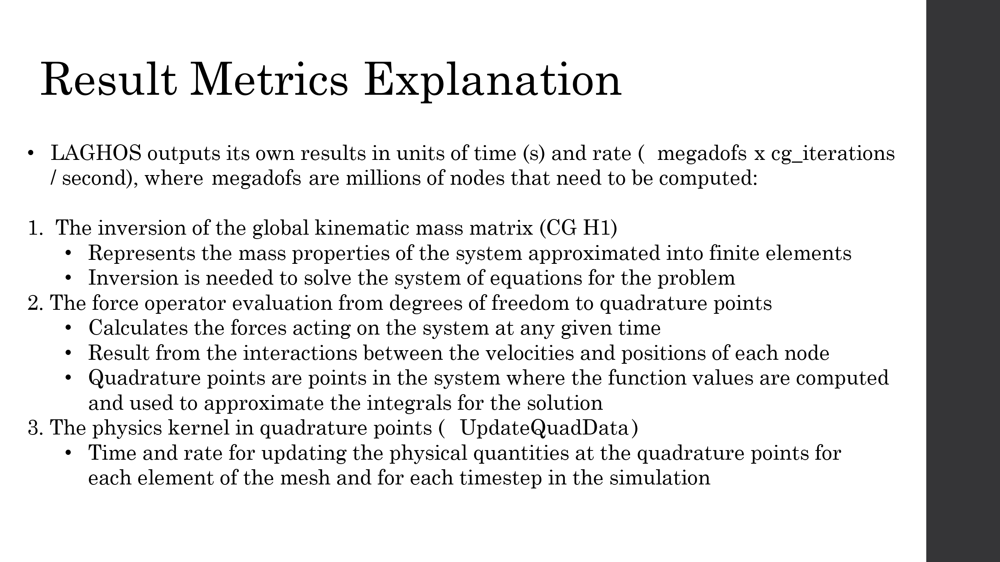 Result Metrics Explanation
• LAGHOS outputs its own results in units of time (s) and rate ( megadofs x cg_iterations
/ second), where megadofs are millions of nodes that need to be computed:
1. The inversion of the global kinematic mass matrix (CG H1)
• Represents the mass properties of the system approximated into finite elements
• Inversion is needed to solve the system of equations for the problem
2. The force operator evaluation from degrees of freedom to quadrature points
• Calculates the forces acting on the system at any given time
• Result from the interactions between the velocities and positions of each node
• Quadrature points are points in the system where the function values are computed
and used to approximate the integrals for the solution
3. The physics kernel in quadrature points ( UpdateQuadData)
• Time and rate for updating the physical quantities at the quadrature points for
each element of the mesh and for each timestep in the simulation